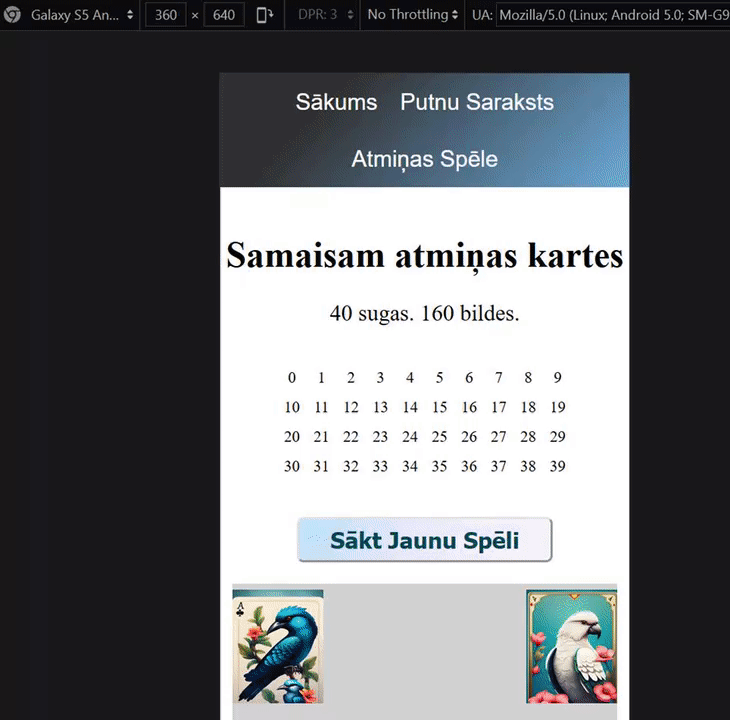 Galaxy S5 An... 360 × 640 DPR: 3 No Throttling UA: Mozilla/5.0 (Linux; Android 5.0; SM-G9
Sākums Putnu Saraksts
Atmiņas Spēle
Samaisam atmiņas kartes
40 sugas. 160 bildes.
0 1 2 3 4 5 6 7 8 9
10 11 12 13 14 15 16 17 18 19
20 21 22 23 24 25 26 27 28 29
30 31 32 33 34 35 36 37 38 39
Sākt Jaunu Spēli
A